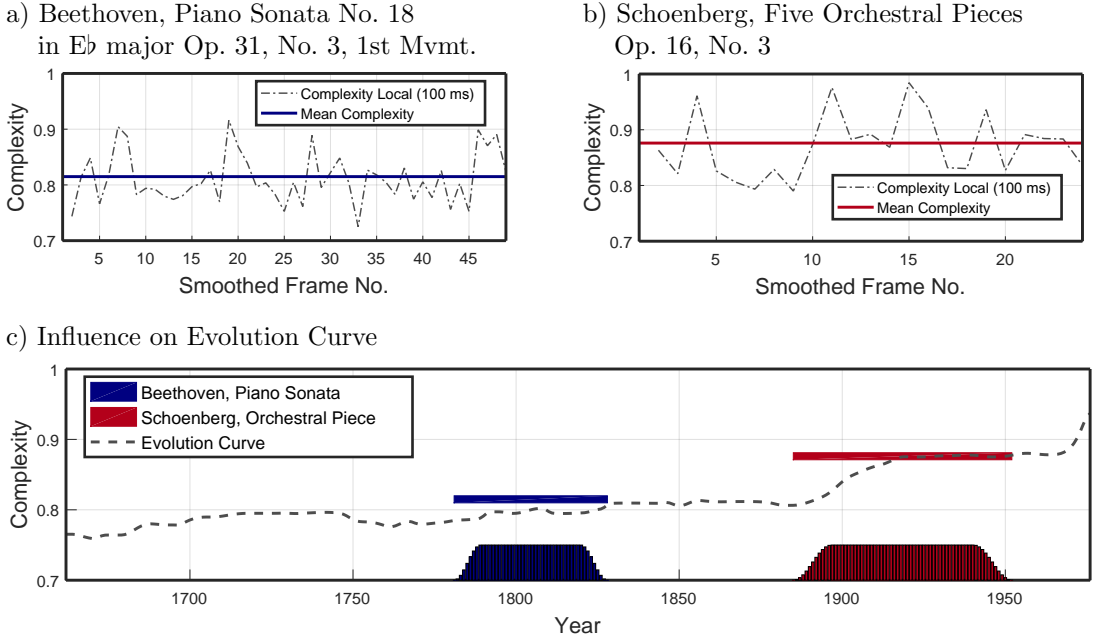 a) Beethoven, Piano Sonata No. 18
in E♭ major Op. 31, No. 3, 1st Mvmt.
1
0.9
0.8
0.7
Complexity
Complexity Local (100 ms)
Mean Complexity
5 10 15 20 25 30 35 40 45
Smoothed Frame No.
b) Schoenberg, Five Orchestral Pieces
Op. 16, No. 3
1
0.9
0.8
0.7
Complexity
Complexity Local (100 ms)
Mean Complexity
5 10 15 20
Smoothed Frame No.
c) Influence on Evolution Curve
1
0.9
0.8
0.7
Complexity
Beethoven, Piano Sonata
Schoenberg, Orchestral Piece
Evolution Curve
1700 1750 1800 1850 1900 1950
Year